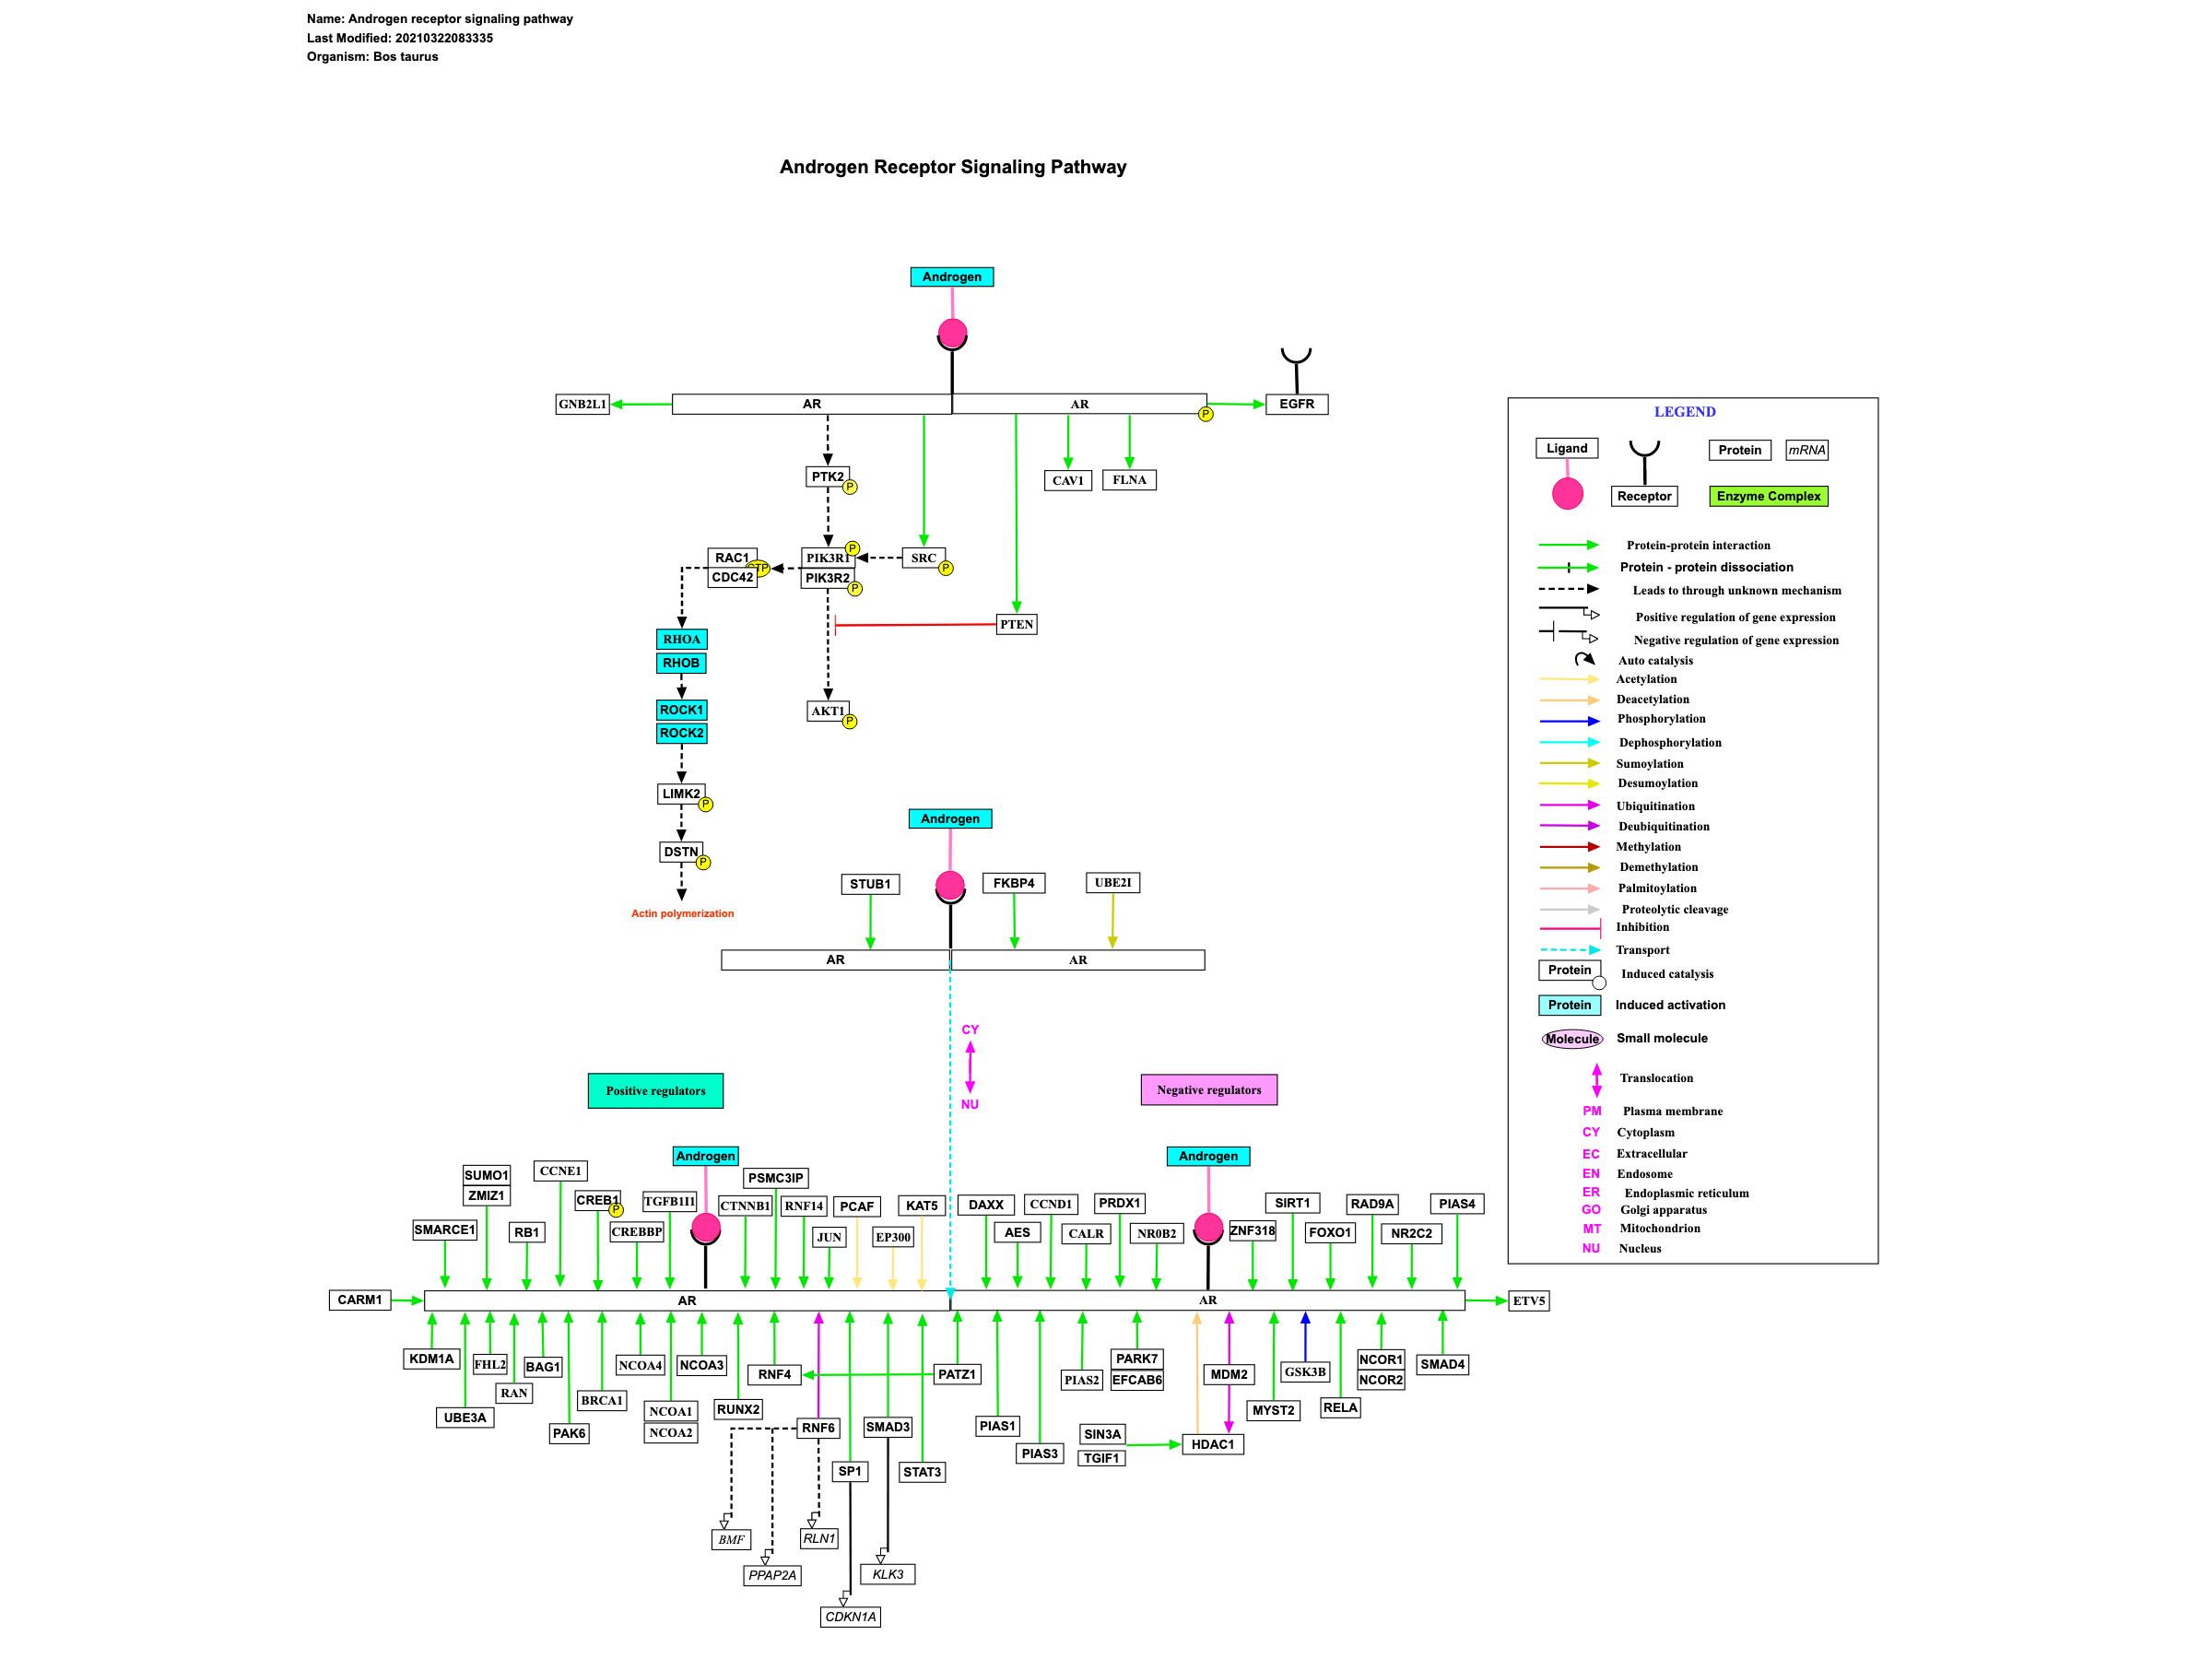 Name: Androgen receptor signaling pathway
Last Modified: 20210322083335
Organism: Bos taurus
Androgen Receptor Signaling Pathway
Androgen
GNB2L1
AR
AR
P
EGFR
PTK2
P
CAV1
FLNA
RAC1
CDC42
GTP
PIK3R1
P
PIK3R2
P
SRC
P
PTEN
RHOA
RHOB
ROCK1
ROCK2
AKT1
P
LIMK2
P
DSTN
P
Actin polymerization
Androgen
STUB1
FKBP4
UBE2I
AR
AR
CY
NU
Positive regulators
Negative regulators
Androgen
Androgen
SUMO1
ZMIZ1
CCNE1
CREB1
P
TGFB1I1
PSMC3IP
CTNNB1
RNF14
PCAF
KAT5
SMARCE1
RB1
CREBBP
JUN
EP300
DAXX
CCND1
PRDX1
SIRT1
RAD9A
PIAS4
AES
CALR
NR0B2
ZNF318
FOXO1
NR2C2
CARM1
AR
AR
ETV5
KDM1A
FHL2
BAG1
NCOA4
NCOA3
RNF4
PATZ1
RAN
BRCA1
NCOA1
NCOA2
RUNX2
UBE3A
PAK6
RNF6
SMAD3
SP1
STAT3
PIAS2
PARK7
EFCAB6
MDM2
GSK3B
NCOR1
NCOR2
SMAD4
MYST2
RELA
PIAS1
PIAS3
SIN3A
TGIF1
HDAC1
BMF
RLN1
PPAP2A
KLK3
CDKN1A
LEGEND
Ligand
Receptor
Protein
mRNA
Enzyme Complex
Protein-protein interaction
Protein - protein dissociation
Leads to through unknown mechanism
Positive regulation of gene expression
Negative regulation of gene expression
Auto catalysis
Acetylation
Deacetylation
Phosphorylation
Dephosphorylation
Sumoylation
Desumoylation
Ubiquitination
Deubiquitination
Methylation
Demethylation
Palmitoylation
Proteolytic cleavage
Inhibition
Transport
Protein Induced catalysis
Protein Induced activation
Molecule Small molecule
Translocation
PM Plasma membrane
CY Cytoplasm
EC Extracellular
EN Endosome
ER Endoplasmic reticulum
GO Golgi apparatus
MT Mitochondrion
NU Nucleus